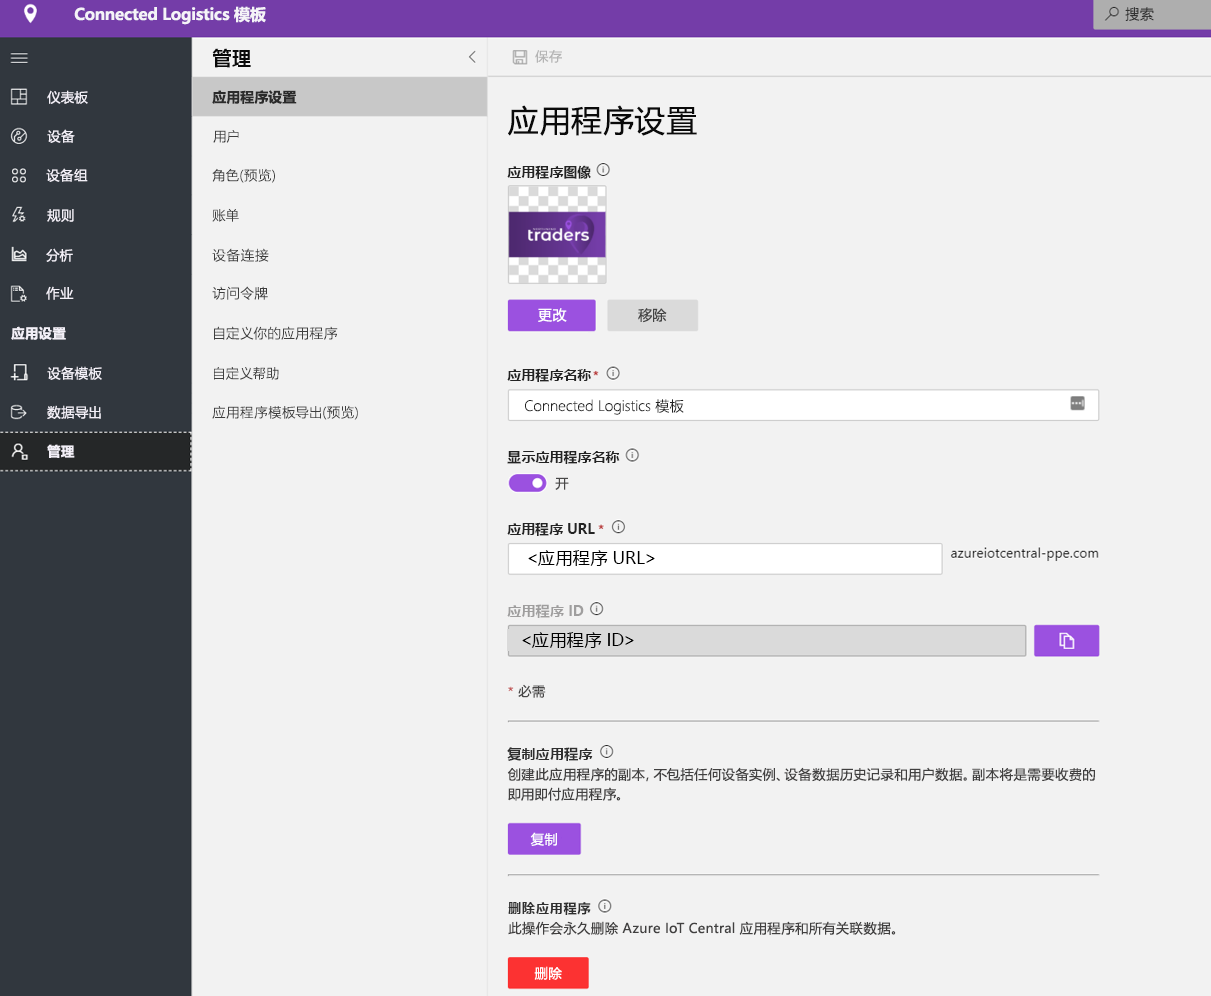 Connected Logistics 模板
搜索
仪表板
设备
设备组
规则
分析
作业
应用设置
设备模板
数据导出
管理
管理
应用程序设置
用户
角色(预览)
账单
设备连接
访问令牌
自定义你的应用程序
自定义帮助
应用程序模板导出(预览)
保存
应用程序设置
应用程序图像
traders
更改
移除
应用程序名称*
Connected Logistics 模板
显示应用程序名称
开
应用程序 URL *
<应用程序 URL>
azureiotcentral-ppe.com
应用程序 ID
<应用程序 ID>
* 必需
复制应用程序
创建此应用程序的副本, 不包括任何设备实例、设备数据历史记录和用户数据。副本将是需要收费的
即用即付应用程序。
复制
删除应用程序
此操作会永久删除 Azure IoT Central 应用程序和所有关联数据。
删除